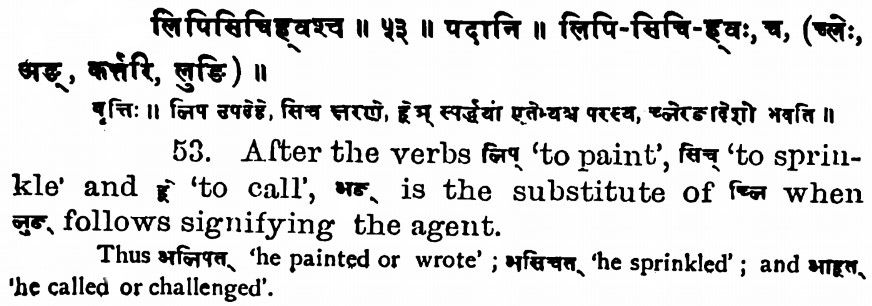 लिपिसिचिह्वश्च ॥ ५३ ॥ पदानि ॥ लिपि-सिचि-ह्वः, च, (च्लेः,
अङ्, कर्त्तरि, लुङि) ॥
वृत्तिः ॥ लिप उपदेहे, सिच क्षरणे, ह्वेञ् स्पर्द्धायां एतेभ्यश्च परस्य, च्लेरङादेशो भवति ॥
53. After the verbs लिप् 'to paint', सिच् 'to sprin-
kle' and ह्वे 'to call', अङ् is the substitute of च्लि when
लुङ् follows signifying the agent.
Thus अलिपत् 'he painted or wrote' ; असिचत् 'he sprinkled' ; and आह्वत्
'he called or challenged'.